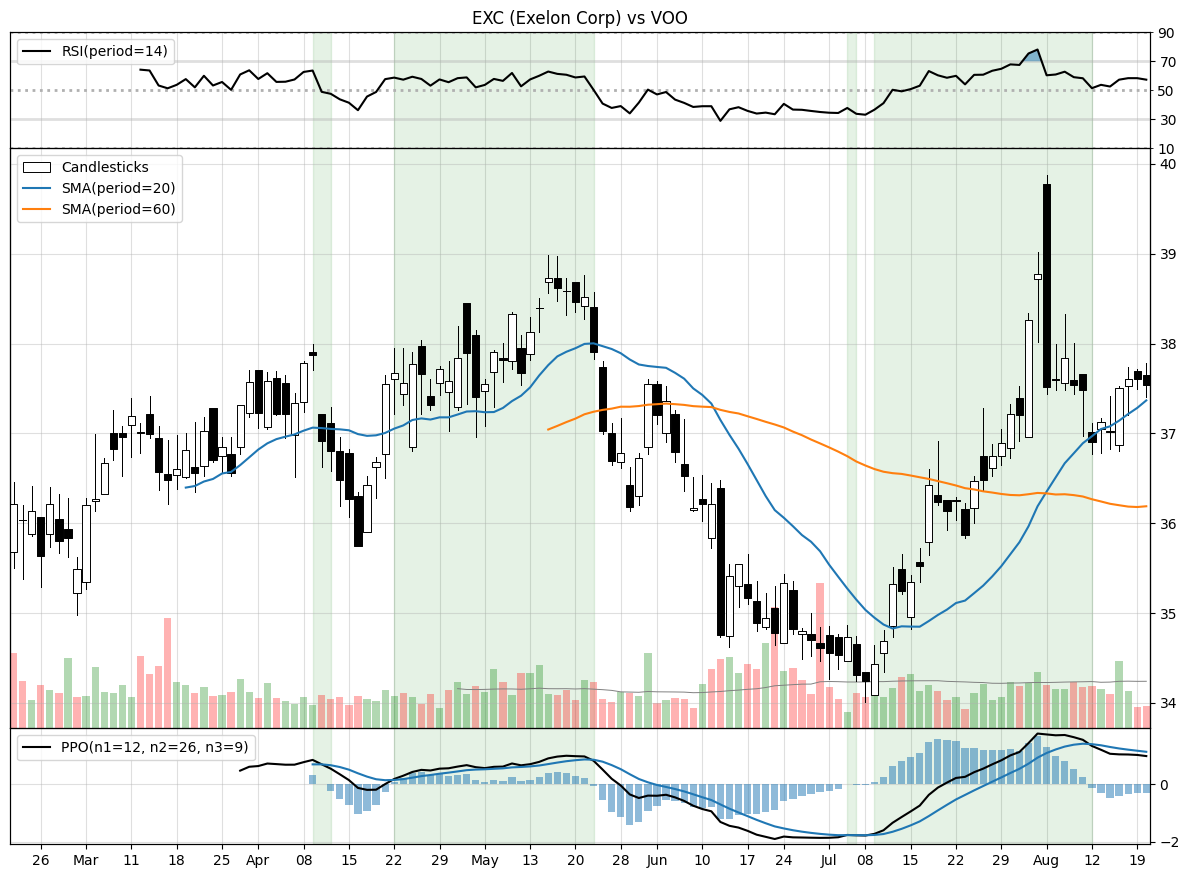 EXC (Exelon Corp) vs VOO
RSI(period=14)
90
70
50
30
10
Candlesticks
SMA(period=20)
SMA(period=60)
40
39
38
37
36
35
34
PPO(n1=12, n2=26, n3=9)
0
−2
26 Mar 11 18 25 Apr 08 15 22 29 May 13 20 28 Jun 10 17 24 Jul 08 15 22 29 Aug 12 19